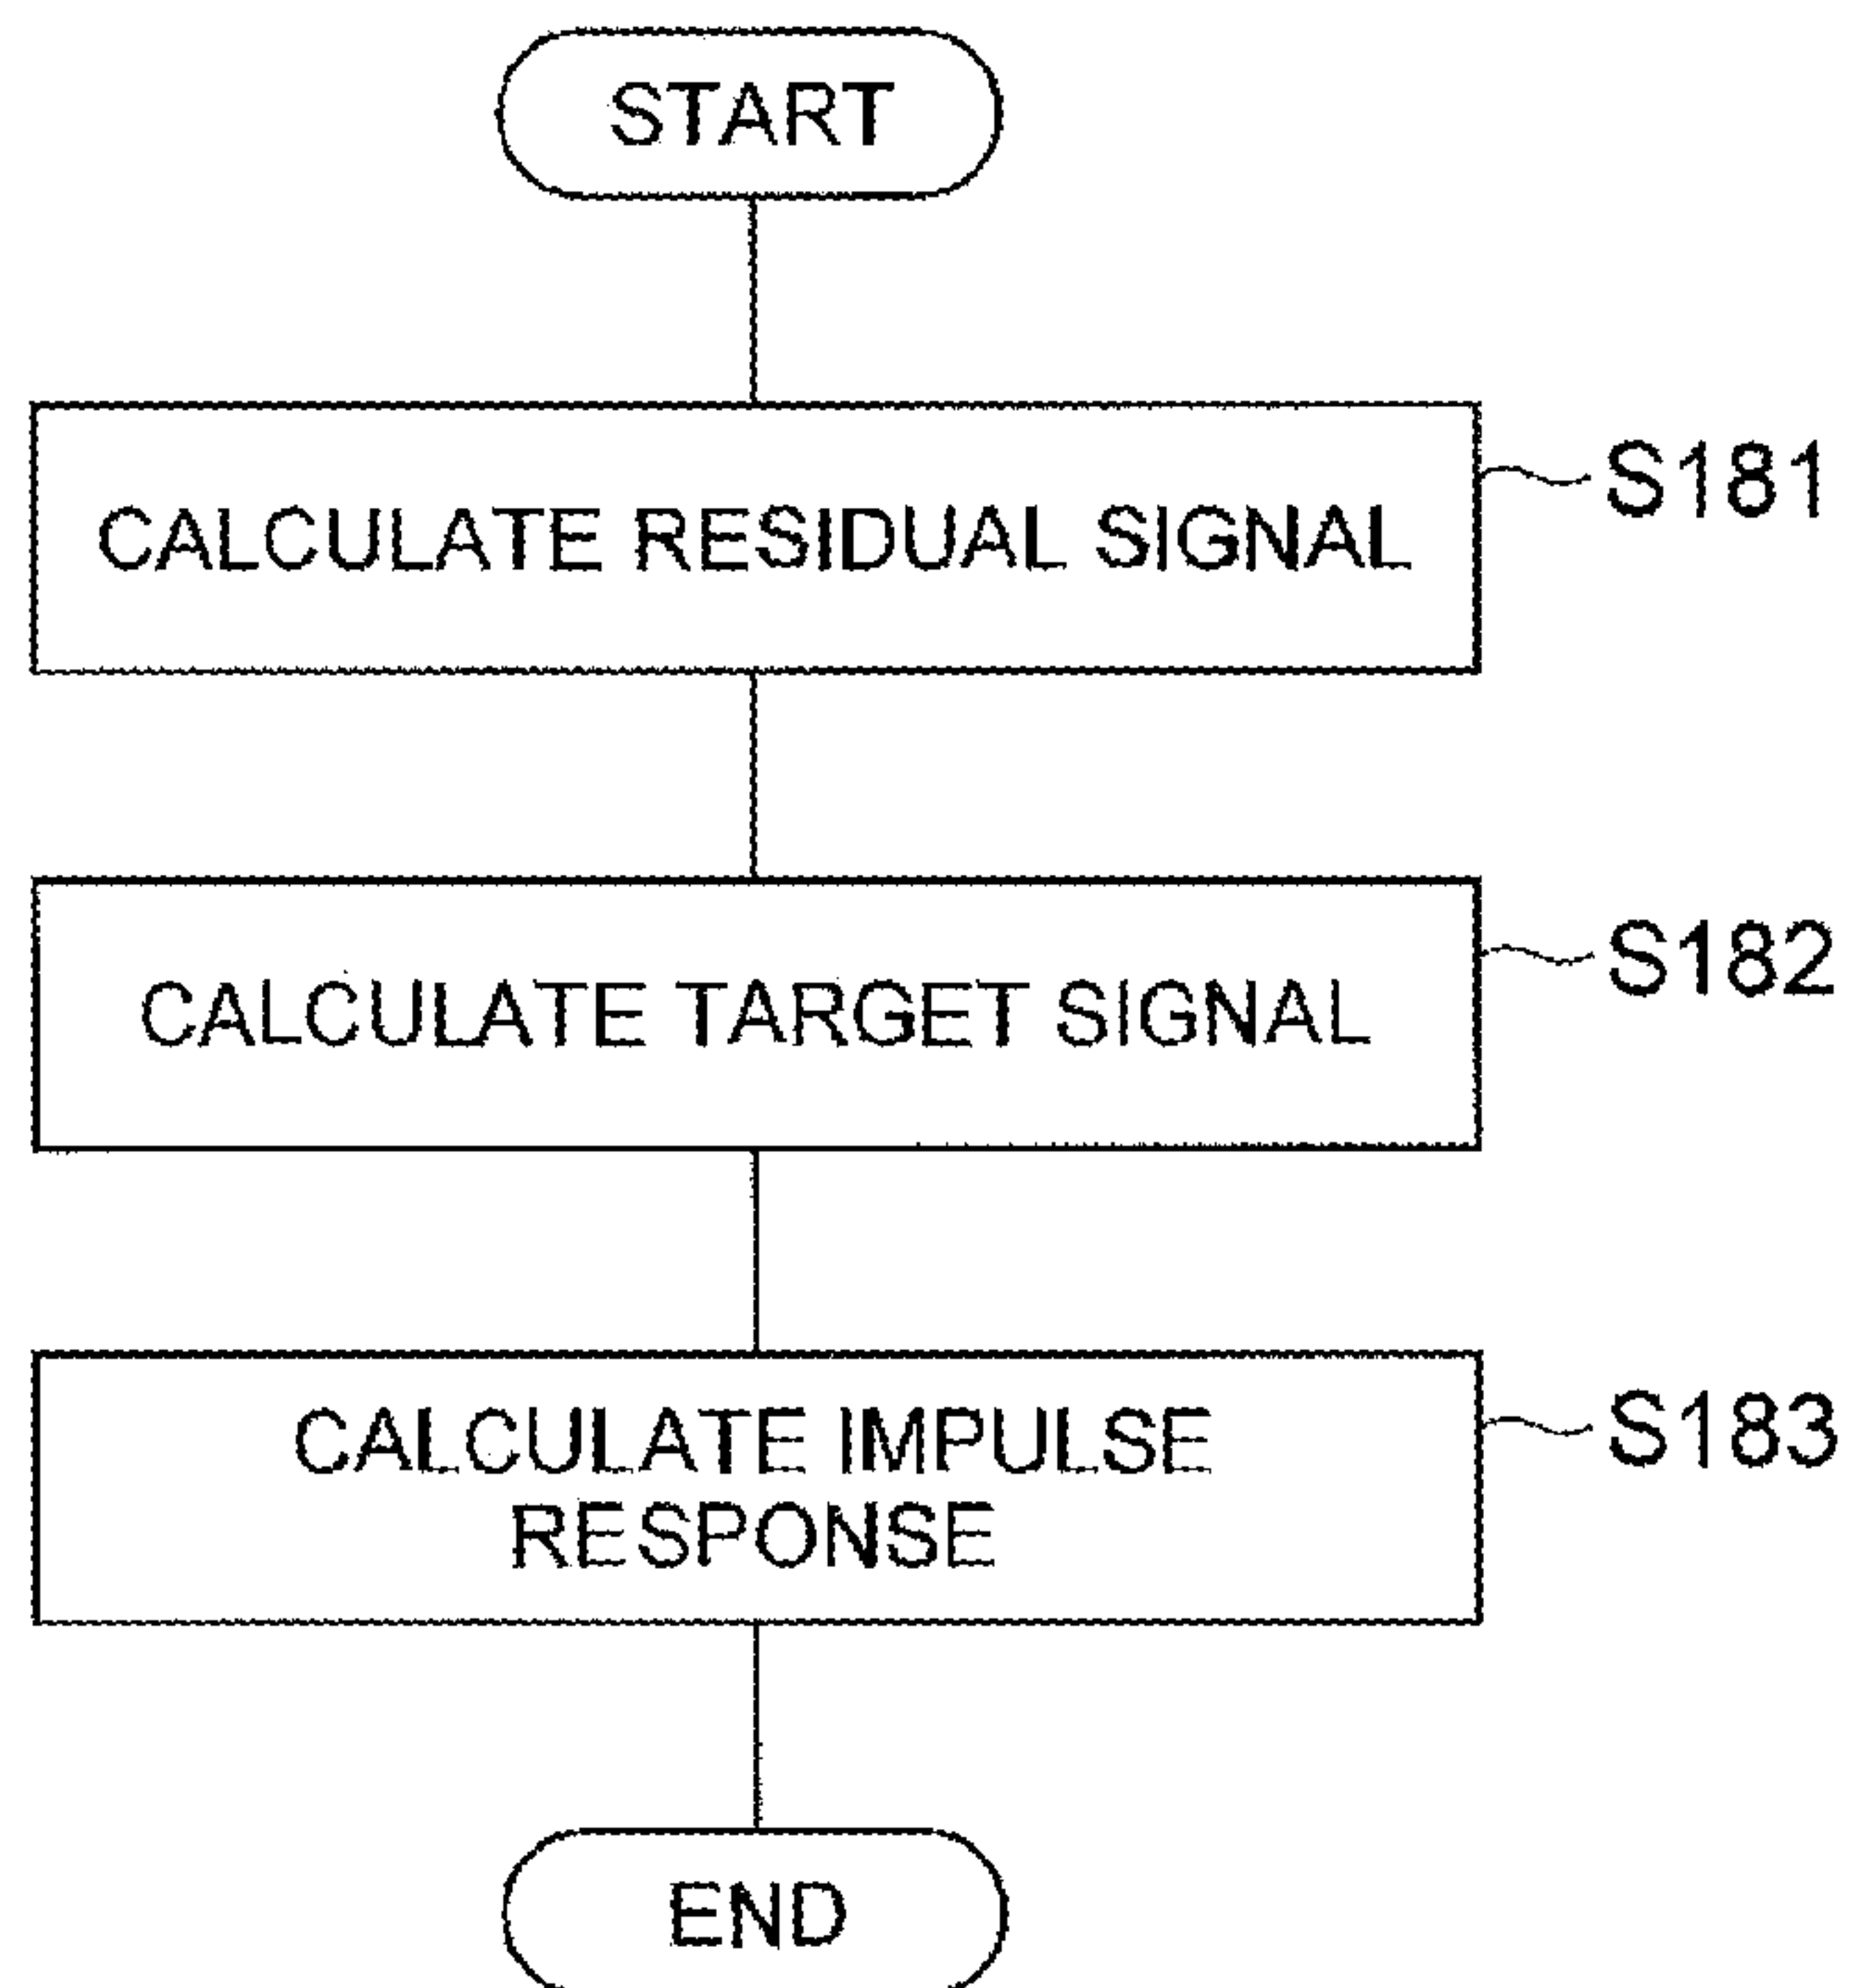 START
CALCULATE RESIDUAL SIGNAL
S181
CALCULATE TARGET SIGNAL
S182
CALCULATE IMPULSE
RESPONSE
S183
END